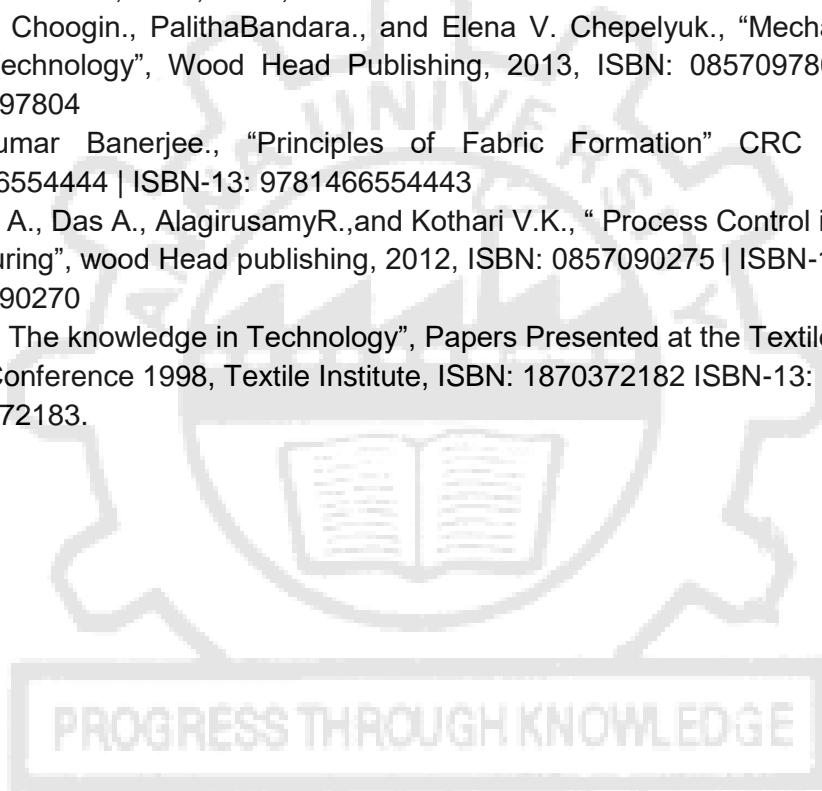 Choogin., PalithaBandara., and Elena V. Chepelyuk., “Mecha
echnology”, Wood Head Publishing, 2013, ISBN: 085709780
97804
umar Banerjee., “Principles of Fabric Formation” CRC
6554444 | ISBN-13: 9781466554443
A., Das A., AlagirusamyR.,and Kothari V.K., “ Process Control i
uring”, wood Head publishing, 2012, ISBN: 0857090275 | ISBN-1
90270
The knowledge in Technology”, Papers Presented at the Textile
Conference 1998, Textile Institute, ISBN: 1870372182 ISBN-13:
72183.
UNIVERSITY
PROGRESS THROUGH KNOWLEDGE